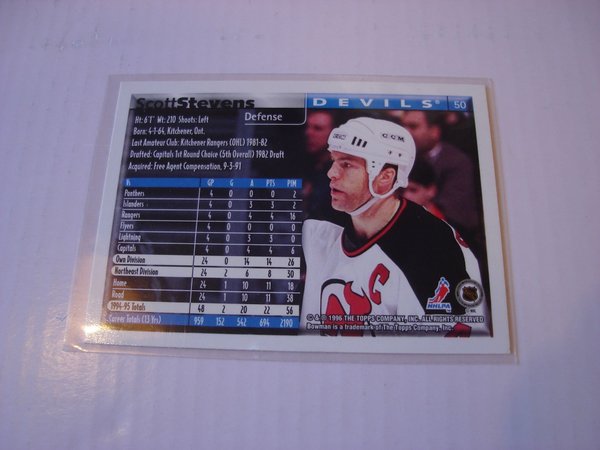 ScottStevens
DEVILS® 50
Defense
Ht: 6'1" Wt: 210 Shoots: Left
Born: 4-1-64, Kitchener, Ont.
Last Amateur Club: Kitchener Rangers (OHL) 1981-82
Drafted: Capitals 1st Round Choice (5th Overall) 1982 Draft
Acquired: Free Agent Compensation, 9-3-91
Vs GP G A PTS PIM
Panthers 4 0 0 0 2
Islanders 4 0 3 3 2
Rangers 4 0 4 4 16
Flyers 4 0 0 0 0
Lightning 4 0 3 3 0
Capitals 4 0 4 4 6
Own Division 24 0 14 14 26
Northeast Division 24 2 6 8 30
Home 24 1 10 11 18
Road 24 1 10 11 38
1994-95 Totals 48 2 20 22 56
Career Totals (13 Yrs) 959 152 542 694 2190
CCM
C
NHLPA
NHL
© & ® 1996 THE TOPPS COMPANY, INC. ALL RIGHTS RESERVED
Bowman is a trademark of The Topps Company, Inc.